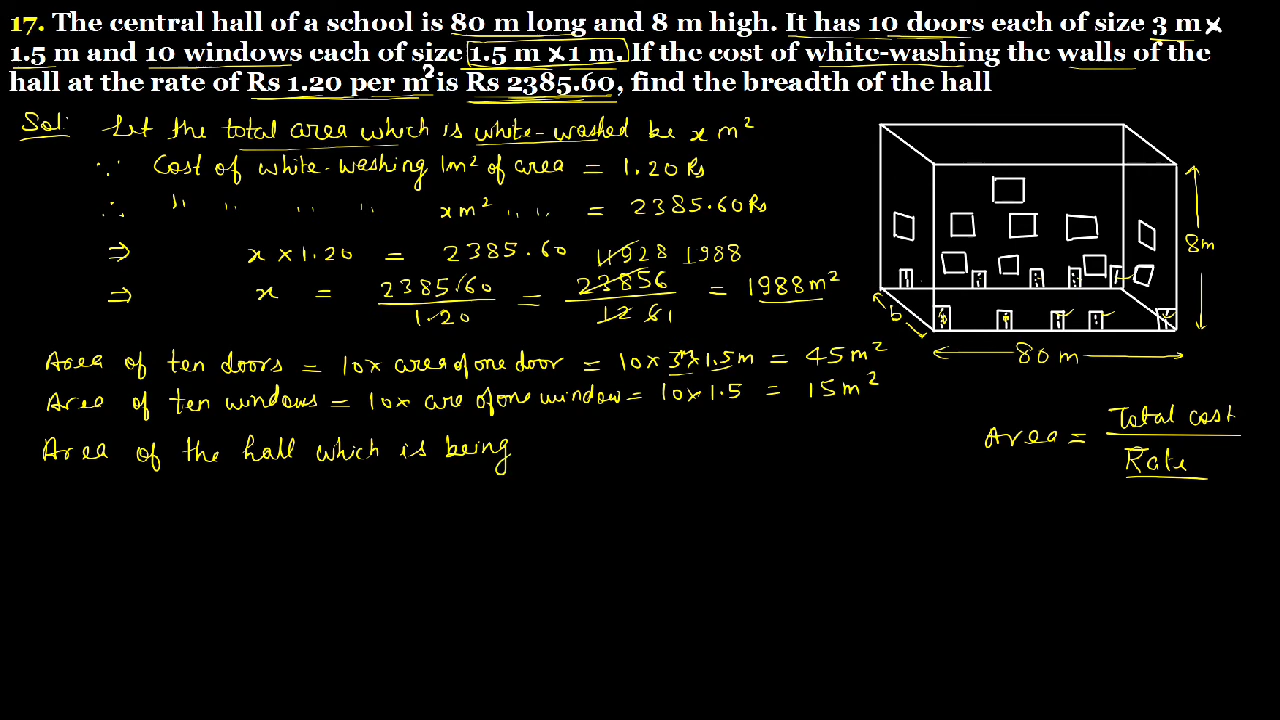 17. The central hall of a school is 80 m long and 8 m high. It has 10 doors each of size 3 m×
1.5 m and 10 windows each of size 1.5 m ×1 m. If the cost of white-washing the walls of the
hall at the rate of Rs 1.20 per m² is Rs 2385.60, find the breadth of the hall
Sol: Let the total area which is white-washed be x m²
∵ Cost of white-washing 1m² of area = 1.20 Rs
∴ " " " " x m² " " = 2385.60 Rs
⇒ x × 1.20 = 2385.60 11928 1988
⇒ x = 2385.60/1.20 = 23856/12 6 1 = 1988 m²
Area of ten doors = 10× area of one door = 10 × 3m × 1.5 m = 45 m²
Area of ten windows = 10× are of one window = 10 × 1.5 = 15 m²
Area of the hall which is being
8m
b
80 m
Area = Total cost / Rate